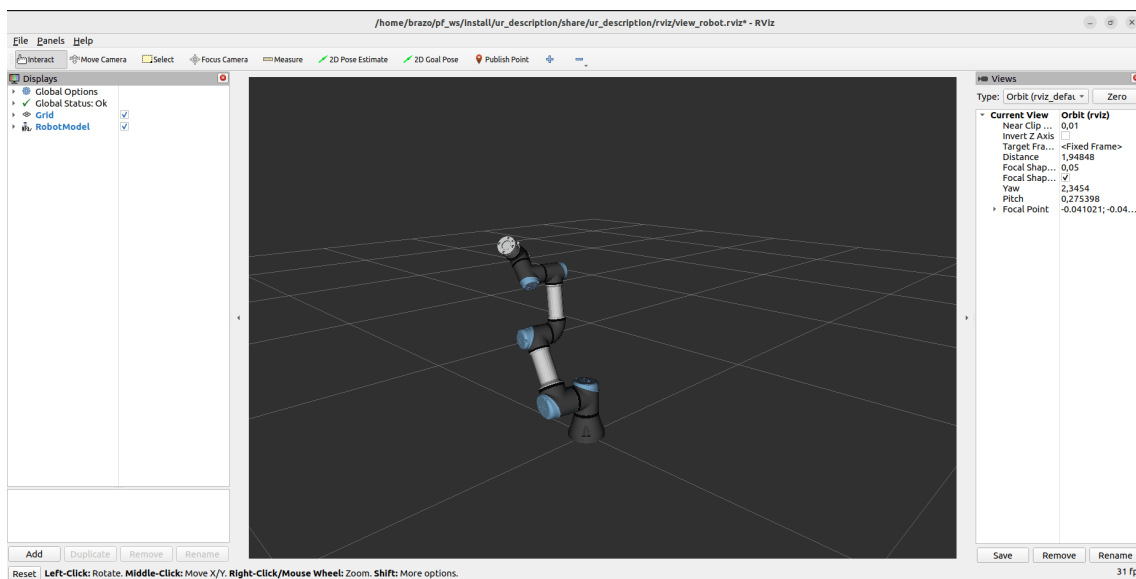 /home/brazo/pf_ws/install/ur_description/share/ur_description/rviz/view_robot.rviz* - RViz
File Panels Help
Interact Move Camera Select Focus Camera Measure 2D Pose Estimate 2D Goal Pose Publish Point
Displays
Global Options
Global Status: Ok
Grid
RobotModel
Add Duplicate Remove Rename
Views
Type: Orbit (rviz_defau Zero
Current View Orbit (rviz)
Near Clip ... 0,01
Invert Z Axis
Target Fra... <Fixed Frame>
Distance 1,94848
Focal Shap... 0,05
Focal Shap...
Yaw 2,3454
Pitch 0,275398
Focal Point -0.041021; -0.04...
Save Remove Rename
Reset Left-Click: Rotate. Middle-Click: Move X/Y. Right-Click/Mouse Wheel: Zoom. Shift: More options.
31 fp